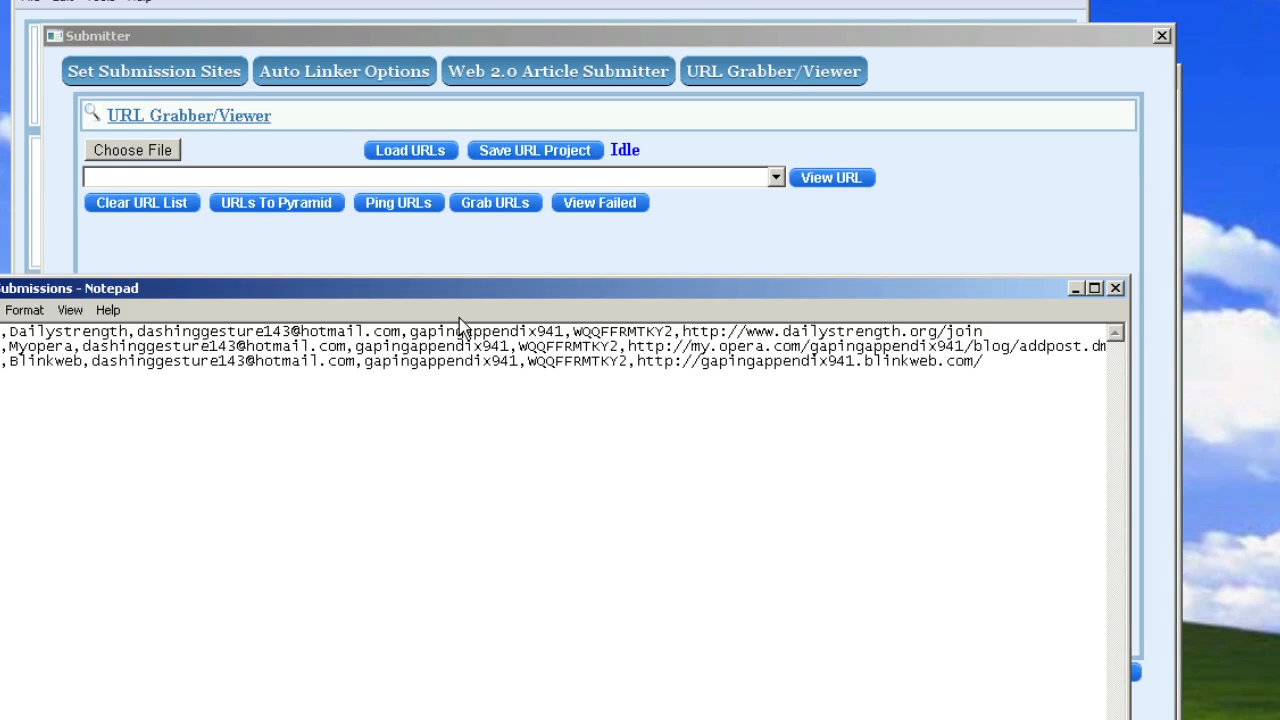 Submitter
Set Submission Sites Auto Linker Options Web 2.0 Article Submitter URL Grabber/Viewer
URL Grabber/Viewer
Choose File Load URLs Save URL Project Idle
View URL
Clear URL List URLs To Pyramid Ping URLs Grab URLs View Failed
ubmissions - Notepad
Format View Help
,Dailystrength,dashinggesture143@hotmail.com,gapingappendix941,WQQFFRMTKY2,http://www.dailystrength.org/join
,Myopera,dashinggesture143@hotmail.com,gapingappendix941,WQQFFRMTKY2,http://my.opera.com/gapingappendix941/blog/addpost.dm
,Blinkweb,dashinggesture143@hotmail.com,gapingappendix941,WQQFFRMTKY2,http://gapingappendix941.blinkweb.com/